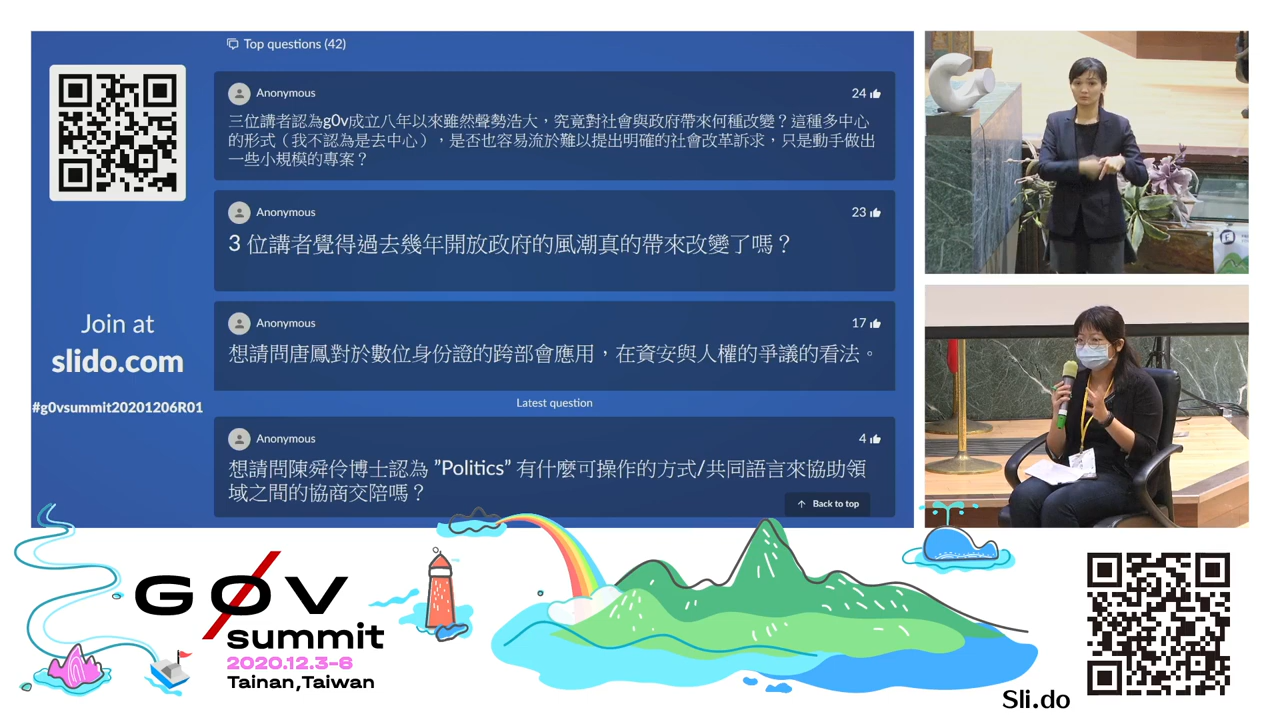 Top questions (42)
Anonymous
24
三位講者認為g0v成立八年以來雖然聲勢浩大，究竟對社會與政府帶來何種改變？這種多中心
的形式（我不認為是去中心），是否也容易流於難以提出明確的社會改革訴求，只是動手做出
一些小規模的專案？
Anonymous
23
3 位講者覺得過去幾年開放政府的風潮真的帶來改變了嗎？
Anonymous
17
想請問唐鳳對於數位身份證的跨部會應用，在資安與人權的爭議的看法。
Latest question
Anonymous
4
想請問陳舜伶博士認為 ”Politics” 有什麼可操作的方式/共同語言來協助領
域之間的協商交陪嗎？
Back to top
Join at
slido.com
#g0vsummit20201206R01
G0V
summit
2020.12.3-6
Tainan,Taiwan
Sli.do